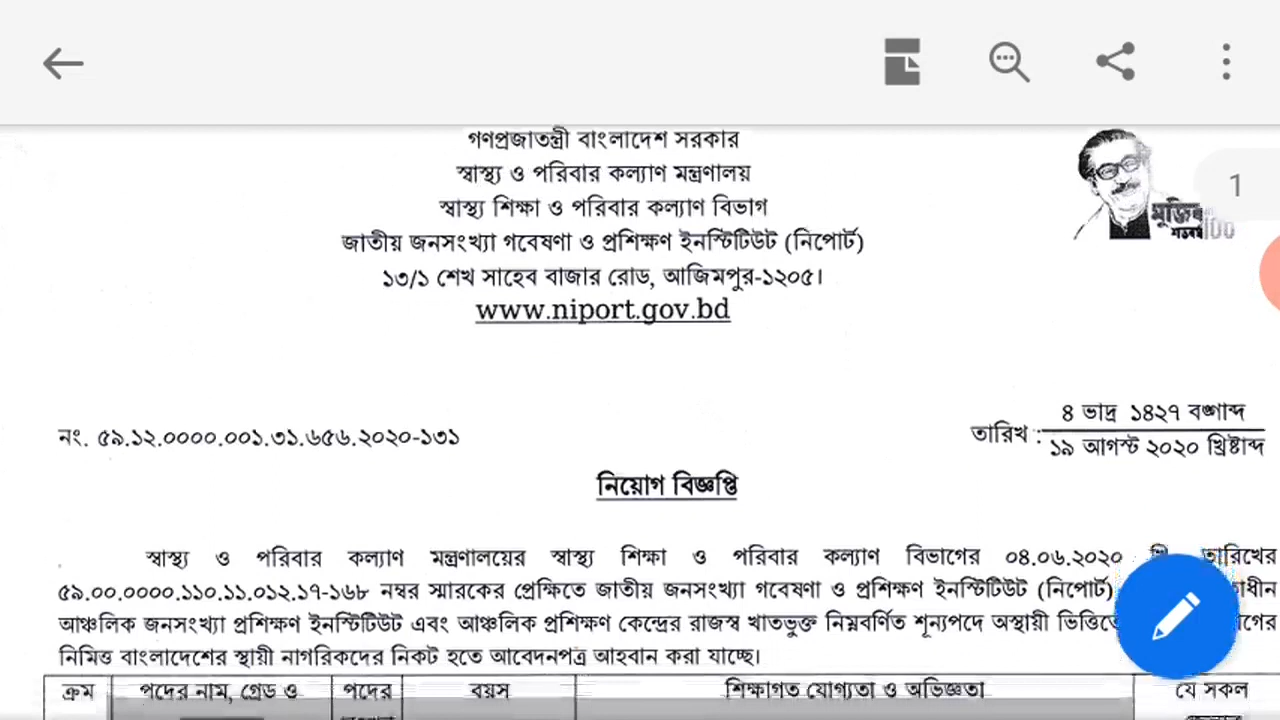 1
গণপ্রজাতন্ত্রী বাংলাদেশ সরকার
স্বাস্থ্য ও পরিবার কল্যাণ মন্ত্রণালয়
স্বাস্থ্য শিক্ষা ও পরিবার কল্যাণ বিভাগ
জাতীয় জনসংখ্যা গবেষণা ও প্রশিক্ষণ ইনস্টিটিউট (নিপোর্ট)
১৩/১ শেখ সাহেব বাজার রোড, আজিমপুর-১২০৫।
www.niport.gov.bd
মুজিব
শতবর্ষ 100
নং. ৫৯.১২.০০০০.০০১.৩১.৬৫৬.২০২০-১৩১
তারিখ : ৪ ভাদ্র ১৪২৭ বঙ্গাব্দ
১৯ আগস্ট ২০২০ খ্রিষ্টাব্দ
নিয়োগ বিজ্ঞপ্তি
স্বাস্থ্য ও পরিবার কল্যাণ মন্ত্রণালয়ের স্বাস্থ্য শিক্ষা ও পরিবার কল্যাণ বিভাগের ০৪.০৬.২০২০ তারিখের
৫৯.০০.০০০০.১১০.১১.০১২.১৭-১৬৮ নম্বর স্মারকের প্রেক্ষিতে জাতীয় জনসংখ্যা গবেষণা ও প্রশিক্ষণ ইনস্টিটিউট (নিপোর্ট)
আঞ্চলিক জনসংখ্যা প্রশিক্ষণ ইনস্টিটিউট এবং আঞ্চলিক প্রশিক্ষণ কেন্দ্রের রাজস্ব খাতভুক্ত নিম্নবর্ণিত শূন্যপদে অস্থায়ী
নিমিত্ত বাংলাদেশের স্থায়ী নাগরিকদের নিকট হতে আবেদনপত্র আহবান করা যাচ্ছে।
ক্রম পদের নাম, গ্রেড ও পদের বয়স শিক্ষাগত যোগ্যতা ও অভিজ্ঞতা যে সকল